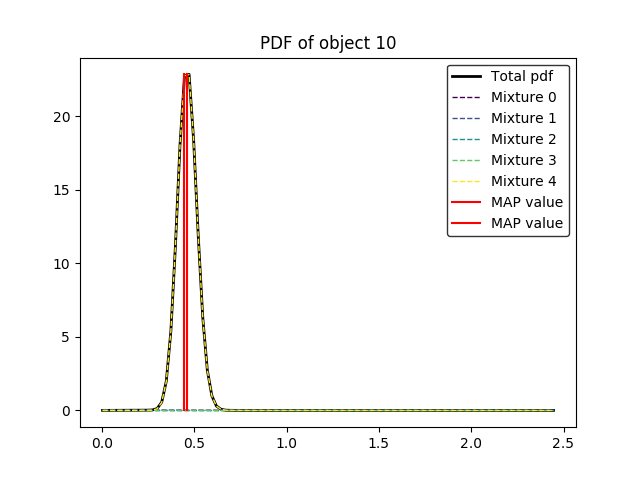 PDF of object 10
Total pdf
Mixture 0
Mixture 1
Mixture 2
Mixture 3
Mixture 4
MAP value
MAP value
20
15
10
5
0
0.0 0.5 1.0 1.5 2.0 2.5